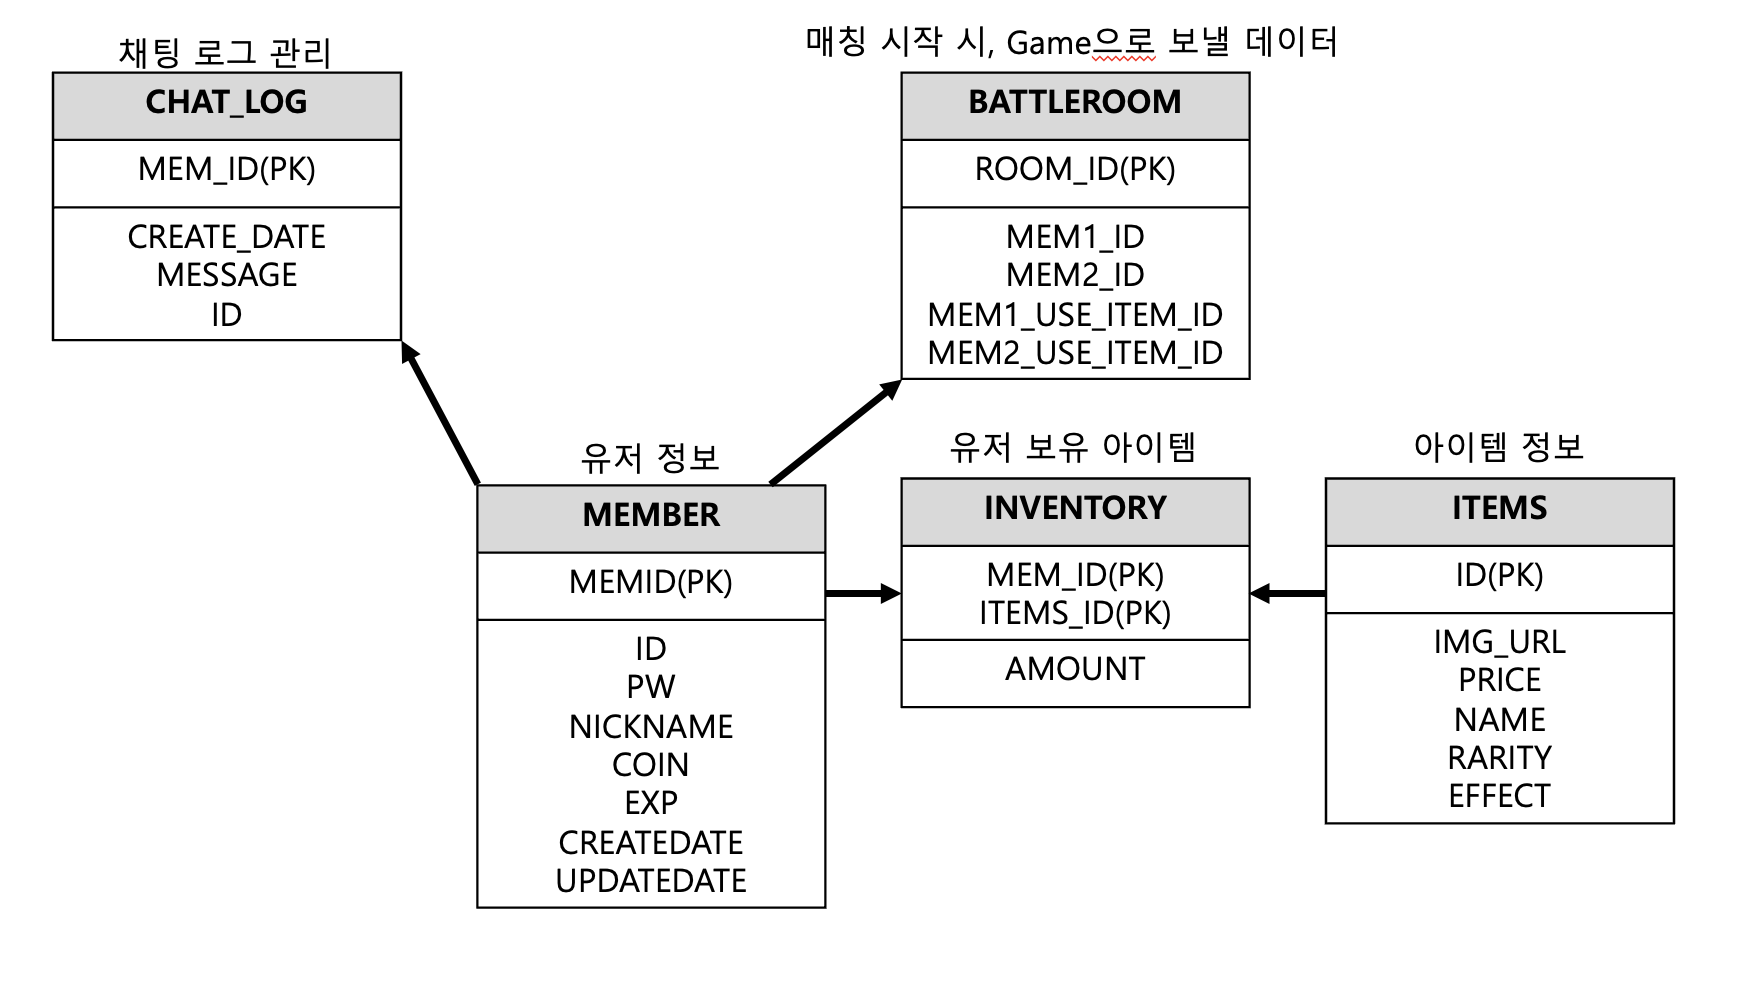 채팅 로그 관리
CHAT_LOG
MEM_ID(PK)
CREATE_DATE
MESSAGE
ID
매칭 시작 시, Game으로 보낼 데이터
BATTLEROOM
ROOM_ID(PK)
MEM1_ID
MEM2_ID
MEM1_USE_ITEM_ID
MEM2_USE_ITEM_ID
유저 정보
MEMBER
MEMID(PK)
ID
PW
NICKNAME
COIN
EXP
CREATEDATE
UPDATEDATE
유저 보유 아이템
INVENTORY
MEM_ID(PK)
ITEMS_ID(PK)
AMOUNT
아이템 정보
ITEMS
ID(PK)
IMG_URL
PRICE
NAME
RARITY
EFFECT